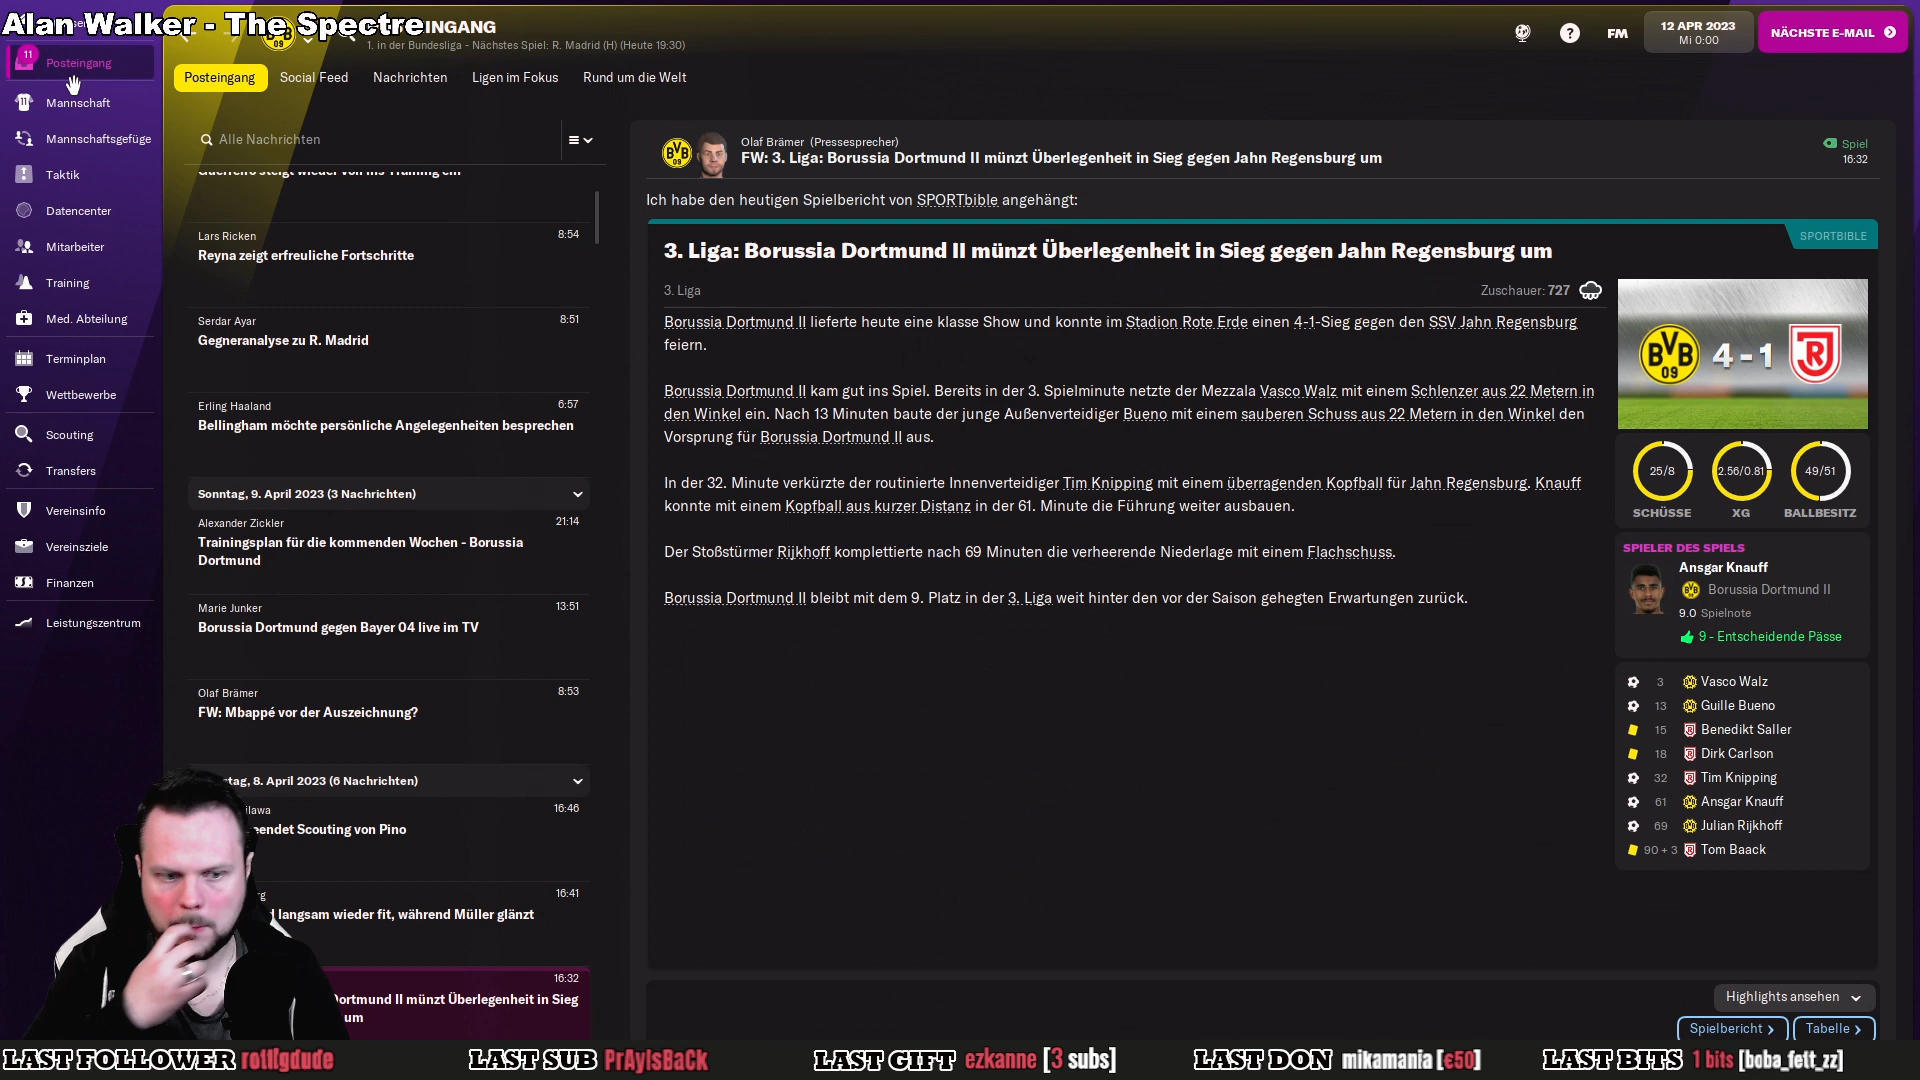 Alan Walker - The Spectre
INGANG
1. in der Bundesliga - Nächstes Spiel: R. Madrid (H) (Heute 19:30)
FM
12 APR 2023
Mi 0:00
NÄCHSTE E-MAIL
11
Posteingang
Mannschaft
Mannschaftsgefüge
Taktik
Datencenter
Mitarbeiter
Training
Med. Abteilung
Terminplan
Wettbewerbe
Scouting
Transfers
Vereinsinfo
Vereinsziele
Finanzen
Leistungszentrum
Posteingang
Social Feed
Nachrichten
Ligen im Fokus
Rund um die Welt
Alle Nachrichten
Guerreiro steigt wieder voll ins Training ein
Lars Ricken 8:54
Reyna zeigt erfreuliche Fortschritte
Serdar Ayar 8:51
Gegneranalyse zu R. Madrid
Erling Haaland 6:57
Bellingham möchte persönliche Angelegenheiten besprechen
Sonntag, 9. April 2023 (3 Nachrichten)
Alexander Zickler 21:14
Trainingsplan für die kommenden Wochen - Borussia
Dortmund
Marie Junker 13:51
Borussia Dortmund gegen Bayer 04 live im TV
Olaf Brämer 8:53
FW: Mbappé vor der Auszeichnung?
tag, 8. April 2023 (6 Nachrichten)
ilawa 16:46
eendet Scouting von Pino
16:41
langsam wieder fit, während Müller glänzt
16:32
Dortmund II münzt Überlegenheit in Sieg
um
Olaf Brämer (Pressesprecher)
FW: 3. Liga: Borussia Dortmund II münzt Überlegenheit in Sieg gegen Jahn Regensburg um
Spiel
16:32
Ich habe den heutigen Spielbericht von SPORTbible angehängt:
SPORTBIBLE
3. Liga: Borussia Dortmund II münzt Überlegenheit in Sieg gegen Jahn Regensburg um
3. Liga
Zuschauer: 727
Borussia Dortmund II lieferte heute eine klasse Show und konnte im Stadion Rote Erde einen 4-1-Sieg gegen den SSV Jahn Regensburg
feiern.
Borussia Dortmund II kam gut ins Spiel. Bereits in der 3. Spielminute netzte der Mezzala Vasco Walz mit einem Schlenzer aus 22 Metern in
den Winkel ein. Nach 13 Minuten baute der junge Außenverteidiger Bueno mit einem sauberen Schuss aus 22 Metern in den Winkel den
Vorsprung für Borussia Dortmund II aus.
In der 32. Minute verkürzte der routinierte Innenverteidiger Tim Knipping mit einem überragenden Kopfball für Jahn Regensburg. Knauff
konnte mit einem Kopfball aus kurzer Distanz in der 61. Minute die Führung weiter ausbauen.
Der Stoßstürmer Rijkhoff komplettierte nach 69 Minuten die verheerende Niederlage mit einem Flachschuss.
Borussia Dortmund II bleibt mit dem 9. Platz in der 3. Liga weit hinter den vor der Saison gehegten Erwartungen zurück.
BVB 09 4 - 1
25/8
2.56/0.81
49/51
SCHÜSSE
XG
BALLBESITZ
SPIELER DES SPIELS
Ansgar Knauff
Borussia Dortmund II
9.0 Spielnote
9 - Entscheidende Pässe
3 Vasco Walz
13 Guille Bueno
15 Benedikt Saller
18 Dirk Carlson
32 Tim Knipping
61 Ansgar Knauff
69 Julian Rijkhoff
90 + 3 Tom Baack
Highlights ansehen
Spielbericht
Tabelle
LAST FOLLOWER rottigdude
LAST SUB PrAyIsBaCk
LAST GIFT ezkanne [3 subs]
LAST DON mikamania [€50]
LAST BITS 1 bits [boba_fett_zz]